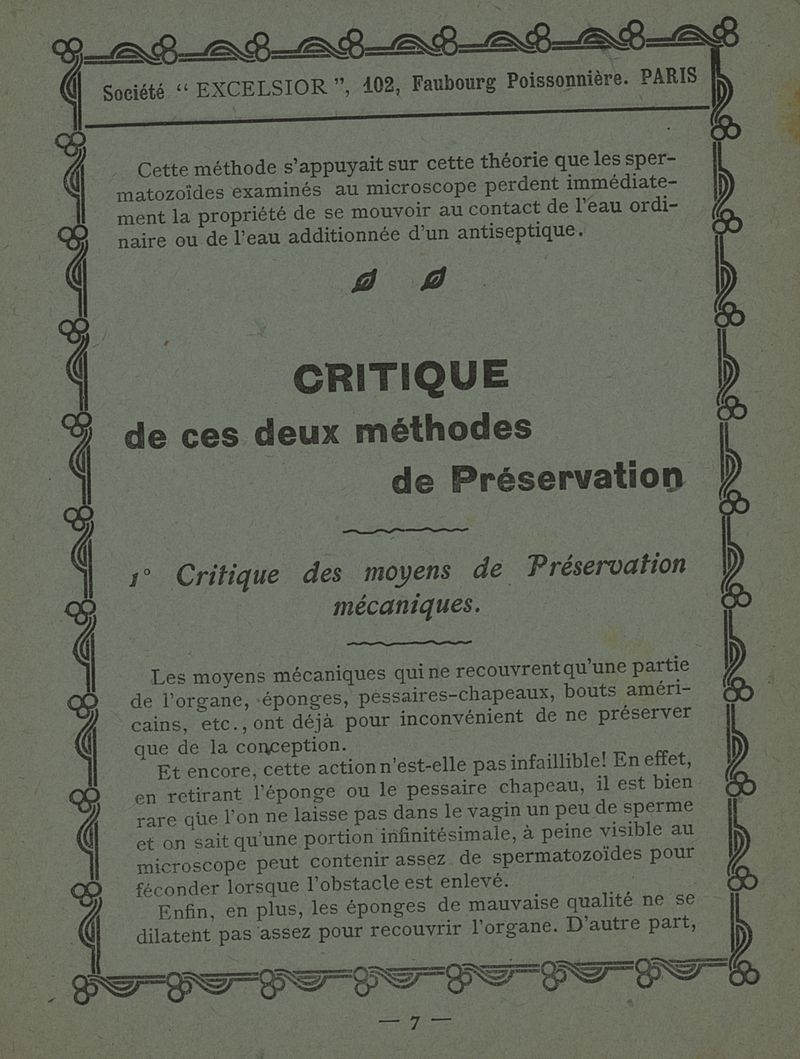 Société “ EXCELSIOR ”, 102, Faubourg Poissonnière. PARIS
Cette méthode s’appuyait sur cette théorie que les sper-
matozoïdes examinés au microscope perdent immédiate-
ment la propriété de se mouvoir au contact de l’eau ordi-
naire ou de l’eau additionnée d’un antiseptique.
CRITIQUE
de ces deux méthodes
de Préservation
1° Critique des moyens de Préservation
mécaniques.
Les moyens mécaniques qui ne recouvrent qu’une partie
de l’organe, éponges, pessaires-chapeaux, bouts améri-
cains, etc., ont déjà pour inconvénient de ne préserver
que de la conception.
Et encore, cette action n’est-elle pas infaillible! En effet,
en retirant l’éponge ou le pessaire chapeau, il est bien
rare que l’on ne laisse pas dans le vagin un peu de sperme
et on sait qu’une portion infinitésimale, à peine visible au
microscope peut contenir assez de spermatozoïdes pour
féconder lorsque l’obstacle est enlevé.
Enfin, en plus, les éponges de mauvaise qualité ne se
dilatent pas assez pour recouvrir l’organe. D’autre part,
— 7 —